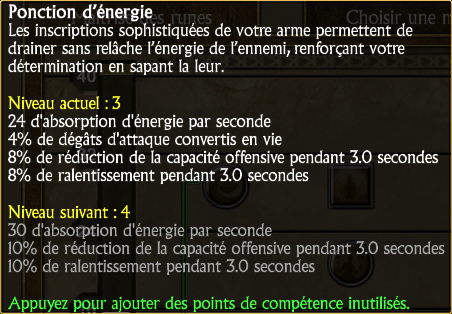 Ponction d'énergie
Les inscriptions sophistiquées de votre arme permettent de
drainer sans relâche l'énergie de l'ennemi, renforçant votre
détermination en sapant la leur.
Niveau actuel : 3
24 d'absorption d'énergie par seconde
4% de dégâts d'attaque convertis en vie
8% de réduction de la capacité offensive pendant 3.0 secondes
8% de ralentissement pendant 3.0 secondes
Niveau suivant : 4
30 d'absorption d'énergie par seconde
10% de réduction de la capacité offensive pendant 3.0 secondes
10% de ralentissement pendant 3.0 secondes
Appuyez pour ajouter des points de compétence inutilisés.